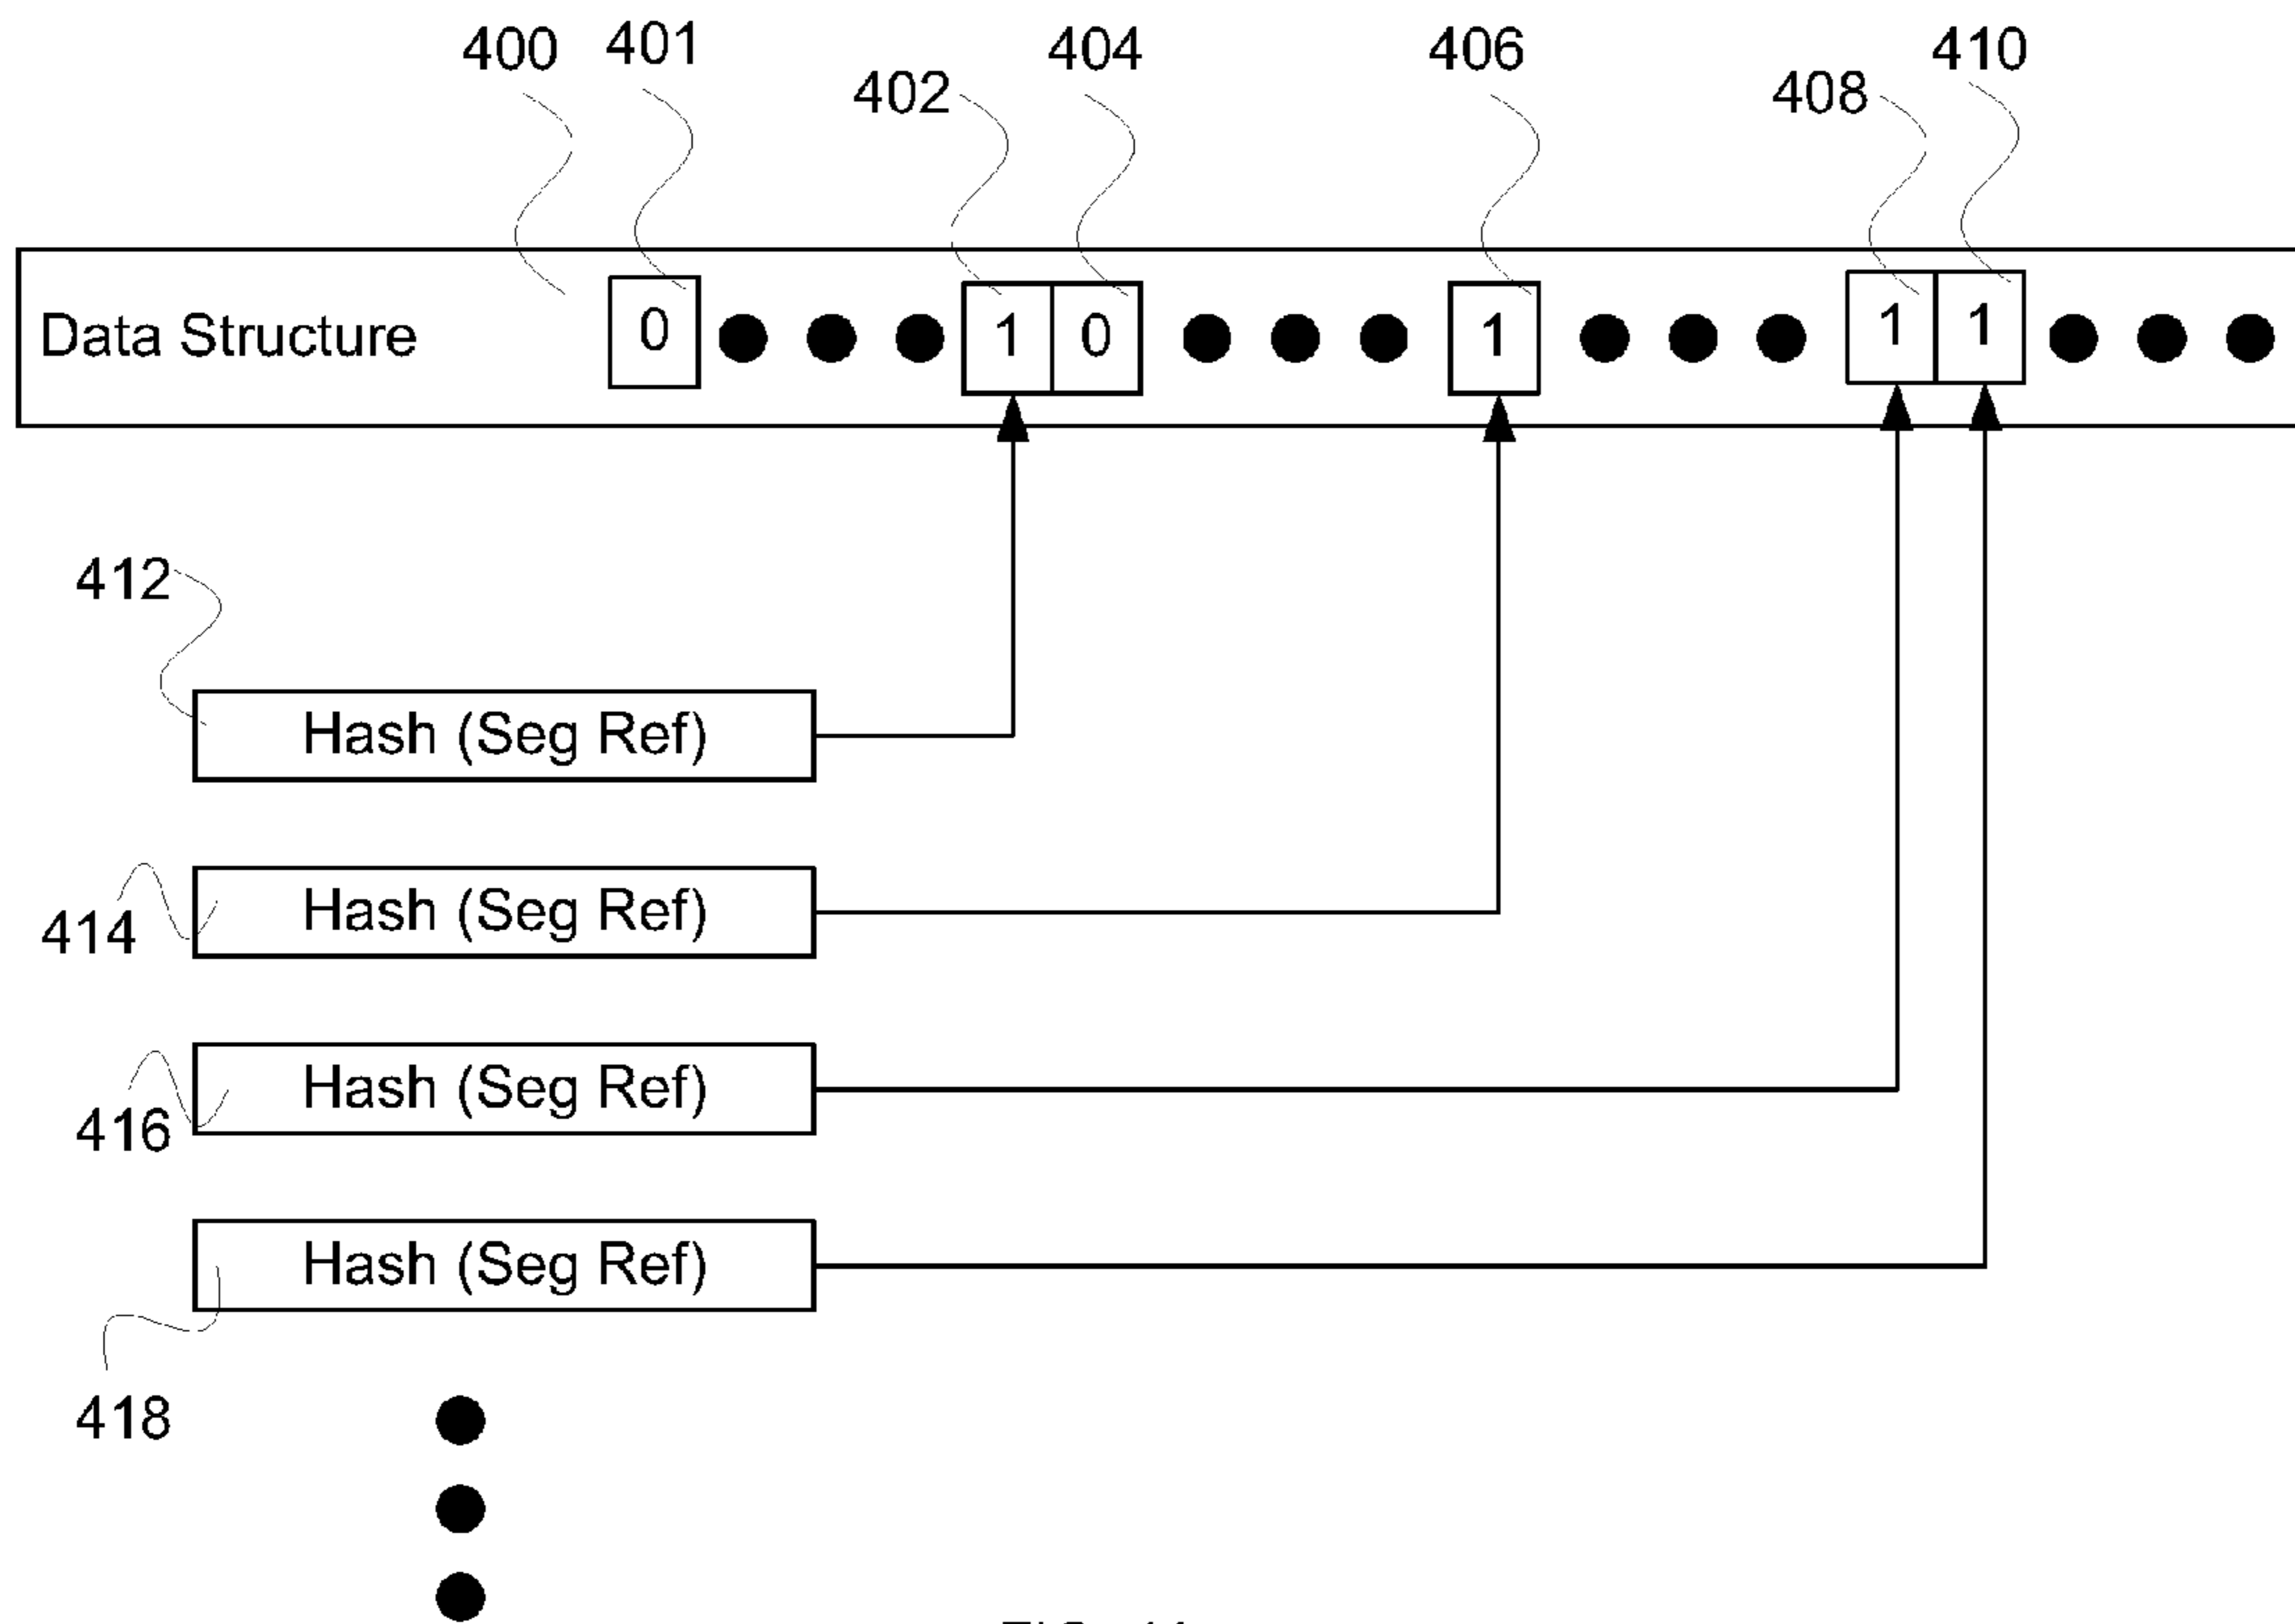 400 401 402 404 406 408 410
Data Structure 0 1 0 1 1 1
412
Hash (Seg Ref)
414
Hash (Seg Ref)
416
Hash (Seg Ref)
Hash (Seg Ref)
418